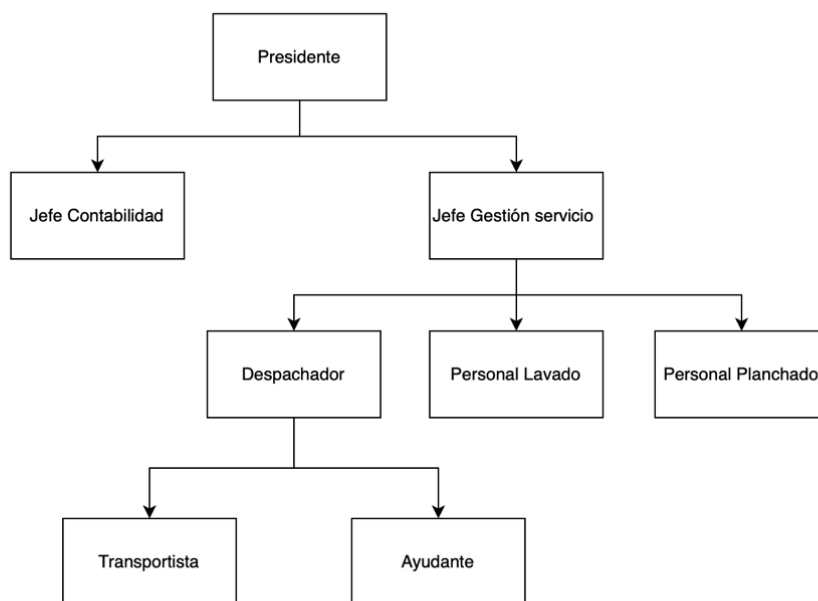 Presidente
Jefe Contabilidad
Jefe Gestión servicio
Despachador
Personal Lavado
Personal Planchado
Transportista
Ayudante